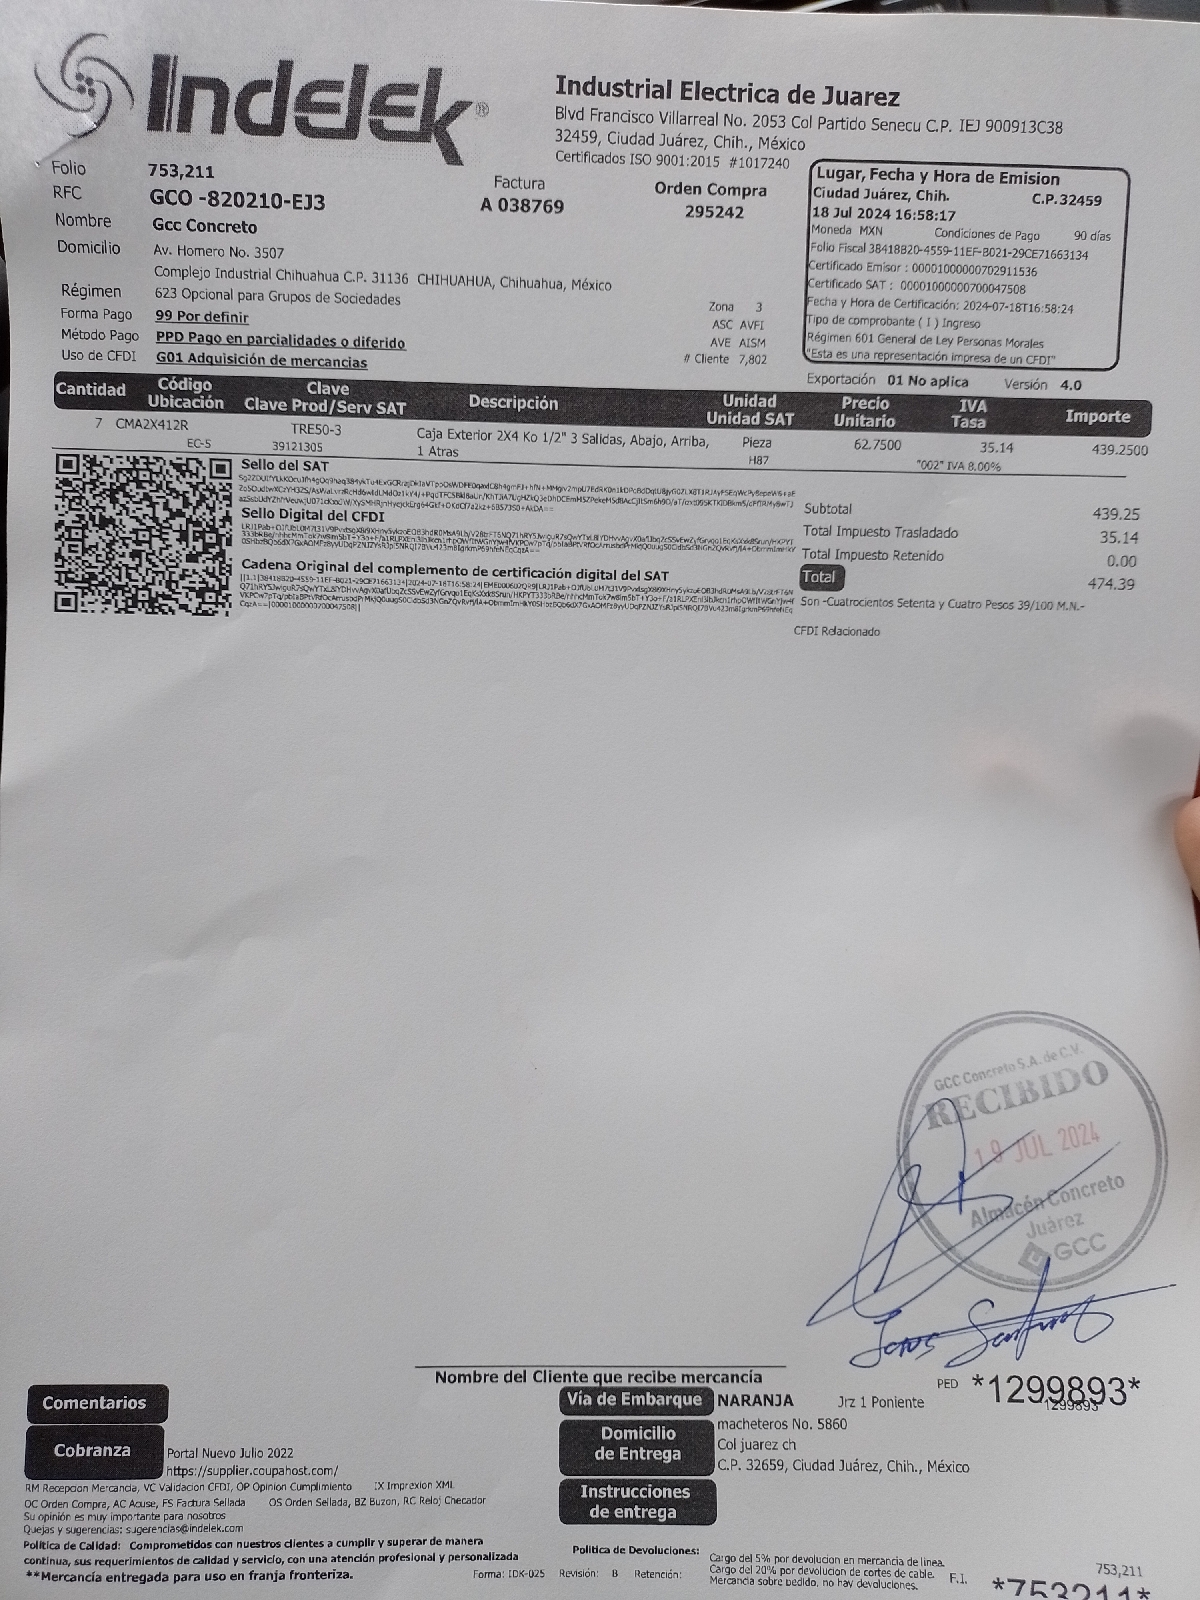 Indelek®
Industrial Electrica de Juarez
Blvd Francisco Villarreal No. 2053 Col Partido Senecu C.P. IEJ 900913C38
32459, Ciudad Juárez, Chih., México
Certificados ISO 9001:2015 #1017240
Folio 753,211
RFC GCO -820210-EJ3
Nombre Gcc Concreto
Domicilio Av. Homero No. 3507
Complejo Industrial Chihuahua C.P. 31136 CHIHUAHUA, Chihuahua, México
Régimen 623 Opcional para Grupos de Sociedades
Forma Pago 99 Por definir
Método Pago PPD Pago en parcialidades o diferido
Uso de CFDI G01 Adquisición de mercancias
Factura
A 038769
Orden Compra
295242
Zona 3
ASC AVFI
AVE AISM
# Cliente 7,802
Lugar, Fecha y Hora de Emision
Ciudad Juárez, Chih. C.P.32459
18 Jul 2024 16:58:17
Moneda MXN Condiciones de Pago 90 días
Folio Fiscal 38418820-4559-11EF-B021-29CE71663134
Certificado Emisor : 00001000000702911536
Certificado SAT : 00001000000700047508
Fecha y Hora de Certificación: 2024-07-18T16:58:24
Tipo de comprobante ( I ) Ingreso
Régimen 601 General de Ley Personas Morales
"Esta es una representación impresa de un CFDI"
Exportación 01 No aplica Versión 4.0
Cantidad Código Ubicación Clave Clave Prod/Serv SAT Descripción Unidad Unidad SAT Precio Unitario IVA Tasa Importe
7 CMA2X412R TRE50-3 Caja Exterior 2X4 Ko 1/2" 3 Salidas, Abajo, Arriba, Pieza 62.7500 35.14 439.2500
EC-5 39121305 1 Atras H87 "002" IVA 8.00%
Sello del SAT
Sello Digital del CFDI
Cadena Original del complemento de certificación digital del SAT
Subtotal 439.25
Total Impuesto Trasladado 35.14
Total Impuesto Retenido 0.00
Total 474.39
Son -Cuatrocientos Setenta y Cuatro Pesos 39/100 M.N.-
CFDI Relacionado
GCC Concreto S.A. de C.V.
RECIBIDO
19 JUL 2024
Almacén Concreto
Juárez
GCC
Nombre del Cliente que recibe mercancía
PED *1299893*
1299893
Vía de Embarque NARANJA Jrz 1 Poniente
Domicilio de Entrega macheteros No. 5860
Col juarez ch
C.P. 32659, Ciudad Juárez, Chih., México
Instrucciones de entrega
Comentarios
Cobranza Portal Nuevo Julio 2022
https://supplier.coupahost.com/
RM Recepcion Mercancia, VC Validacion CFDI, OP Opinion Cumplimiento IX Impresion XML
OC Orden Compra, AC Acuse, FS Factura Sellada OS Orden Sellada, BZ Buzon, RC Reloj Checador
Su opinión es muy importante para nosotros
Quejas y sugerencias: sugerencias@indelek.com
Política de Calidad: Comprometidos con nuestros clientes a cumplir y superar de manera
continua, sus requerimientos de calidad y servicio, con una atención profesional y personalizada
**Mercancía entregada para uso en franja fronteriza.
Forma: IDK-025 Revisión: B Retención:
Politica de Devoluciones: Cargo del 5% por devolucion en mercancia de linea.
Cargo del 20% por devolucion de cortes de cable.
Mercancia sobre pedido, no hay devoluciones.
F.I. 753,211
*753211*